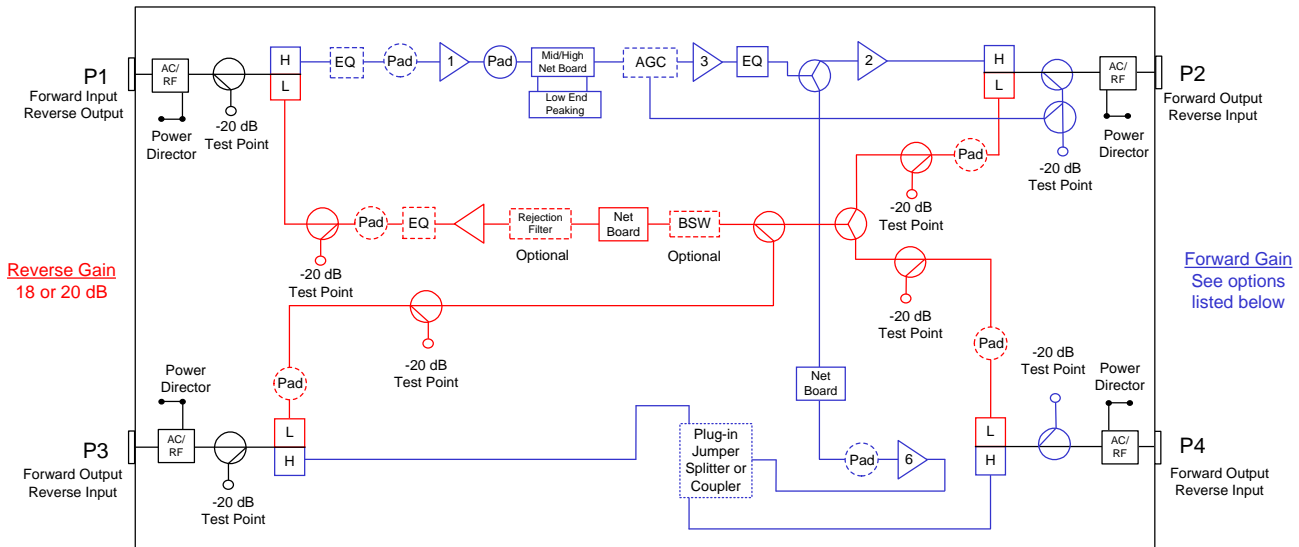 P1
Forward Input
Reverse Output
AC/
RF
Power
Director
-20 dB
Test Point
H
L
EQ
Pad
1
Pad
Mid/High
Net Board
Low End
Peaking
AGC
3
EQ
2
H
L
-20 dB
Test Point
AC/
RF
Power
Director
P2
Forward Output
Reverse Input
Reverse Gain
18 or 20 dB
-20 dB
Test Point
Pad
EQ
Rejection
Filter
Optional
Net
Board
BSW
Optional
-20 dB
Test Point
Pad
-20 dB
Test Point
Forward Gain
See options
listed below
-20 dB
Test Point
Pad
Pad
P3
Forward Output
Reverse Input
Power
Director
AC/
RF
-20 dB
Test Point
L
H
Plug-in
Jumper
Splitter or
Coupler
Net
Board
Pad
6
L
H
-20 dB
Test Point
Power
Director
AC/
RF
P4
Forward Output
Reverse Input